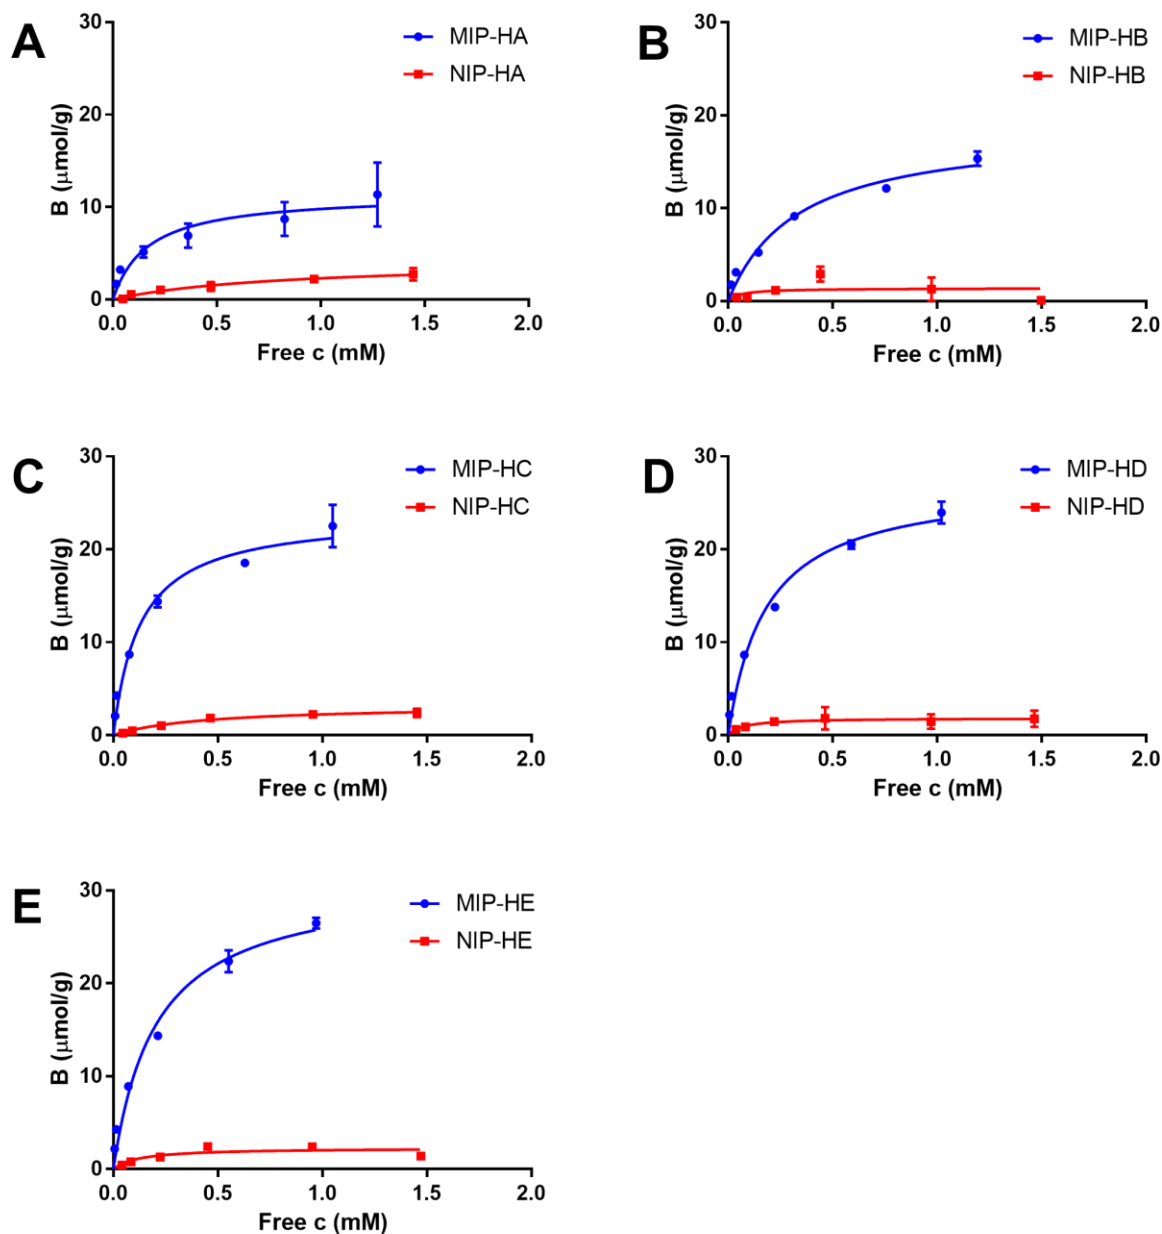 A
B (μmol/g)
30
20
10
0
0.0 0.5 1.0 1.5 2.0
Free c (mM)
MIP-HA
NIP-HA
B
B (μmol/g)
30
20
10
0
0.0 0.5 1.0 1.5 2.0
Free c (mM)
MIP-HB
NIP-HB
C
B (μmol/g)
30
20
10
0
0.0 0.5 1.0 1.5 2.0
Free c (mM)
MIP-HC
NIP-HC
D
B (μmol/g)
30
20
10
0
0.0 0.5 1.0 1.5 2.0
Free c (mM)
MIP-HD
NIP-HD
E
B (μmol/g)
30
20
10
0
0.0 0.5 1.0 1.5 2.0
Free c (mM)
MIP-HE
NIP-HE